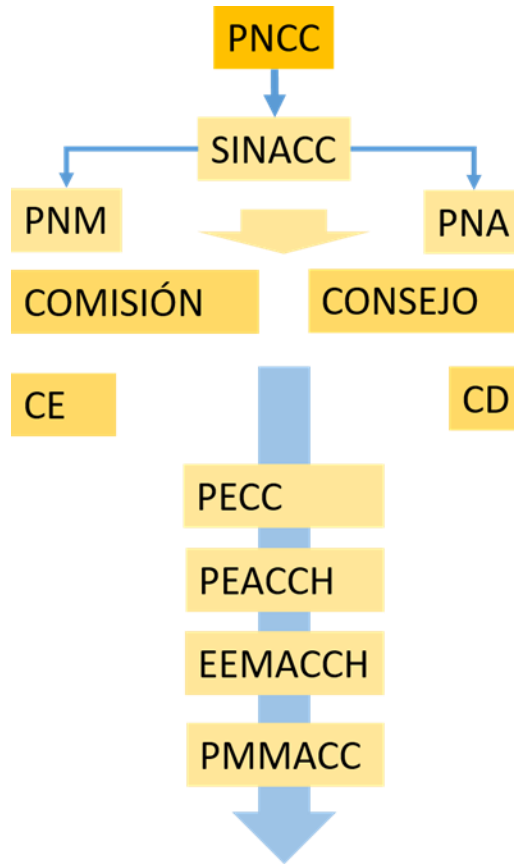 PNCC
SINACC
PNM
PNA
COMISIÓN
CONSEJO
CE
CD
PECC
PEACCH
EEMACCH
PMMACC